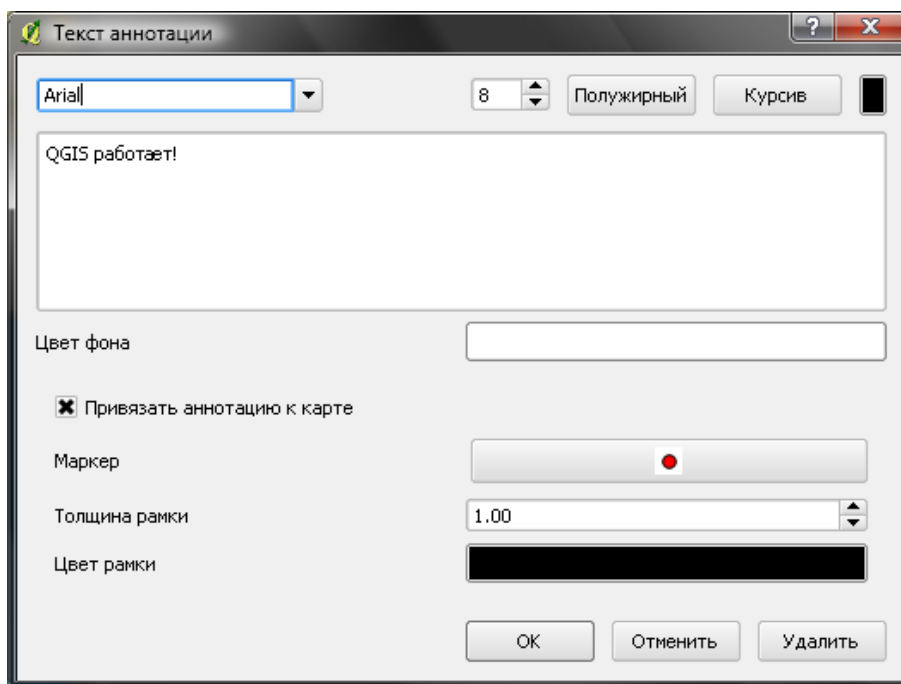 Текст аннотации ?
Arial 8 Полужирный Курсив
QGIS работает!
Цвет фона
Привязать аннотацию к карте
Маркер
Толщина рамки 1.00
Цвет рамки
OK Отменить Удалить